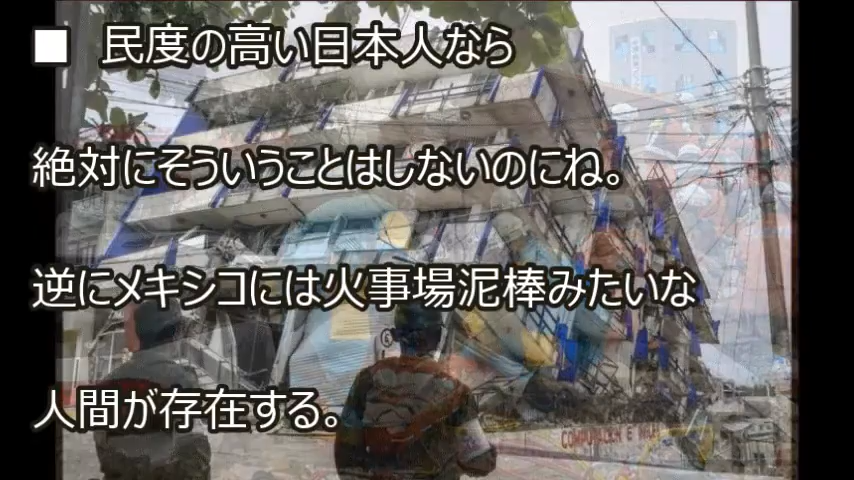 ■ 民度の高い日本人なら
絶対にそういうことはしないのにね。
逆にメキシコには火事場泥棒みたいな
人間が存在する。